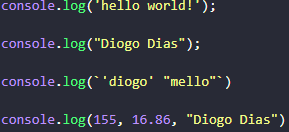 console.log('hello world!');
console.log("Diogo Dias");
console.log(`'diogo' "mello"`)
console.log(155, 16.86, "Diogo Dias")